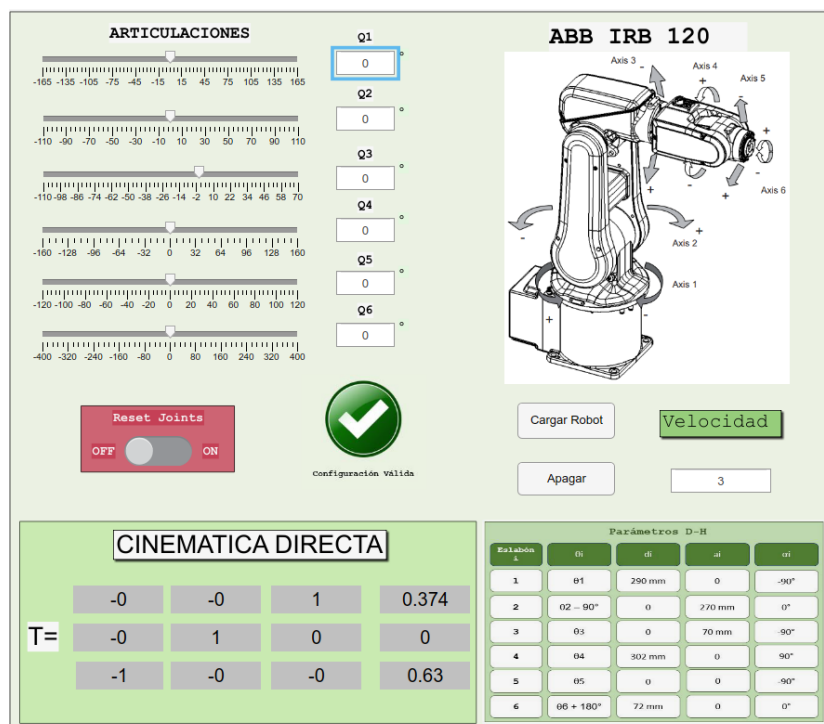 ARTICULACIONES
Q1
-165 -135 -105 -75 -45 -15 15 45 75 105 135 165
0 °
Q2
-110 -90 -70 -50 -30 -10 10 30 50 70 90 110
0 °
Q3
-110 -98 -86 -74 -62 -50 -38 -26 -14 -2 10 22 34 46 58 70
0 °
Q4
-160 -128 -96 -64 -32 0 32 64 96 128 160
0 °
Q5
-120 -100 -80 -60 -40 -20 0 20 40 60 80 100 120
0 °
Q6
-400 -320 -240 -160 -80 0 80 160 240 320 400
0 °
ABB IRB 120
Axis 3 - Axis 4
+ Axis 5
- +
- Axis 6
+ - +
- + Axis 2
Axis 1
+ -
Reset Joints
OFF ON
Configuración Válida
Cargar Robot
Velocidad
Apagar
3
CINEMATICA DIRECTA
T=
-0 -0 1 0.374
-0 1 0 0
-1 -0 -0 0.63
Parámetros D-H
Eslabón i θi di ai αi
1 θ1 290 mm 0 -90°
2 θ2 – 90° 0 270 mm 0°
3 θ3 0 70 mm -90°
4 θ4 302 mm 0 90°
5 θ5 0 0 -90°
6 θ6 + 180° 72 mm 0 0°